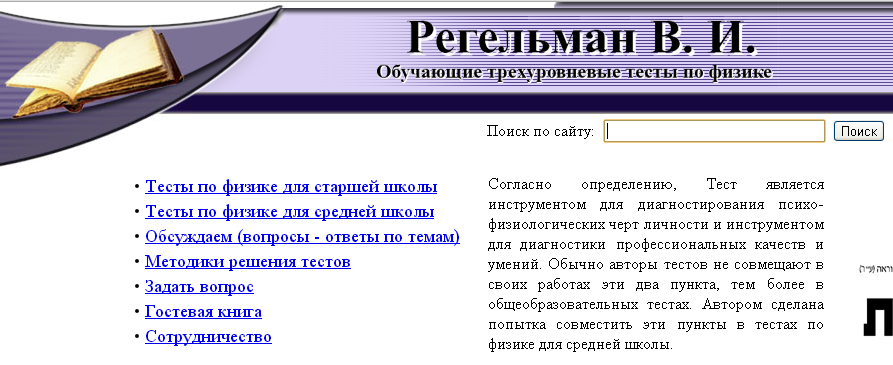 Регельман В. И.
Обучающие трехуровневые тесты по физике
Поиск по сайту:
Поиск
• Тесты по физике для старшей школы
• Тесты по физике для средней школы
• Обсуждаем (вопросы - ответы по темам)
• Методики решения тестов
• Задать вопрос
• Гостевая книга
• Сотрудничество
Согласно определению, Тест является
инструментом для диагностирования психо-
физиологических черт личности и инструментом
для диагностики профессиональных качеств и
умений. Обычно авторы тестов не совмещают в
своих работах эти два пункта, тем более в
общеобразовательных тестах. Автором сделана
попытка совместить эти пункты в тестах по
физике для средней школы.